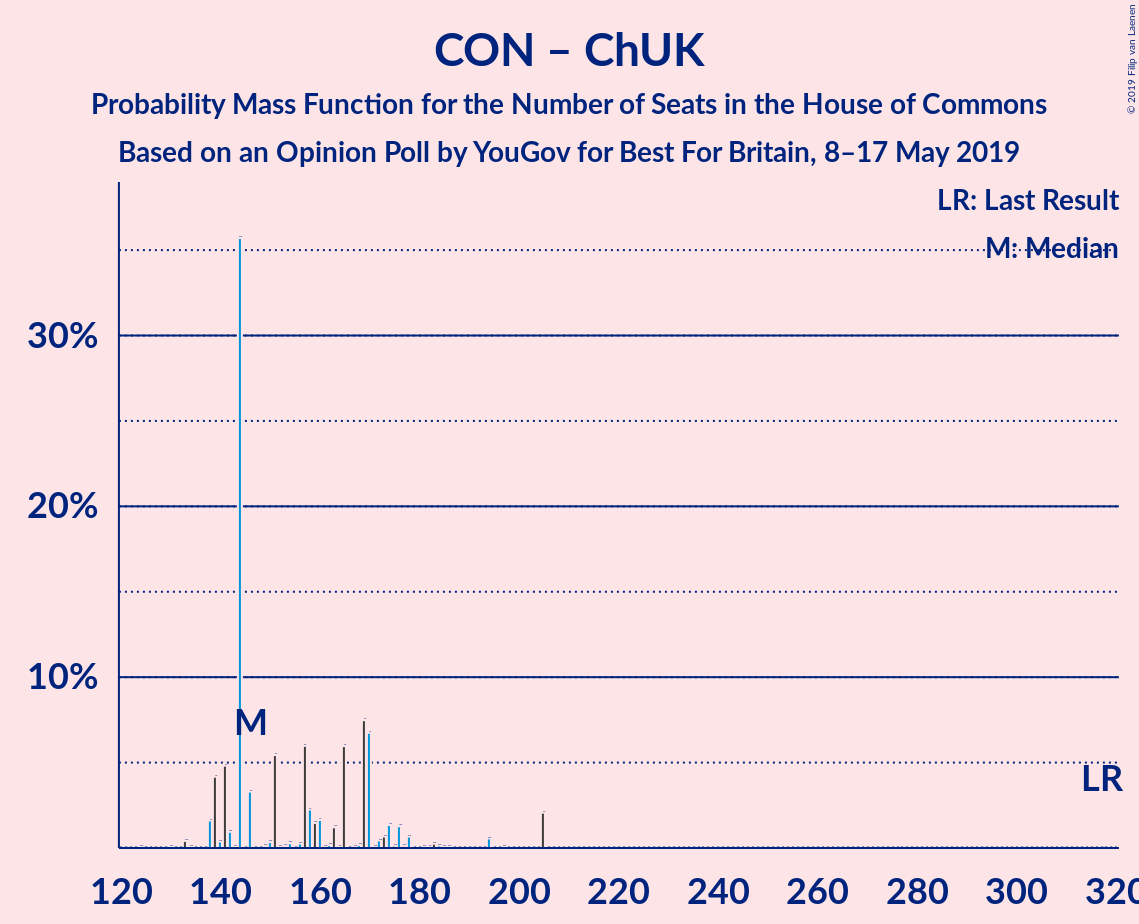 CON – ChUK
Probability Mass Function for the Number of Seats in the House of Commons
Based on an Opinion Poll by YouGov for Best For Britain, 8–17 May 2019
© 2019 Filip van Laenen
LR: Last Result
M: Median
30%
20%
10%
M
LR
120 140 160 180 200 220 240 260 280 300 320